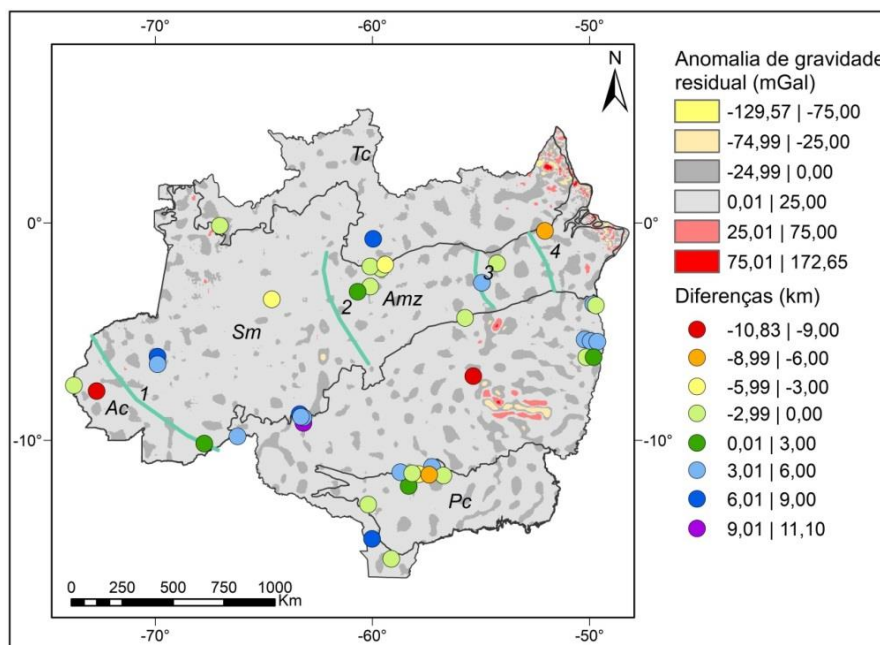 -70° -60° -50°
N
Anomalia de gravidade
residual (mGal)
-129,57 | -75,00
-74,99 | -25,00
-24,99 | 0,00
0,01 | 25,00
25,01 | 75,00
75,01 | 172,65
Diferenças (km)
-10,83 | -9,00
-8,99 | -6,00
-5,99 | -3,00
-2,99 | 0,00
0,01 | 3,00
3,01 | 6,00
6,01 | 9,00
9,01 | 11,10
Tc
0° 0°
4
3
2 Amz
Sm
1
Ac
-10° -10°
Pc
0 250 500 750 1000
Km
-70° -60° -50°